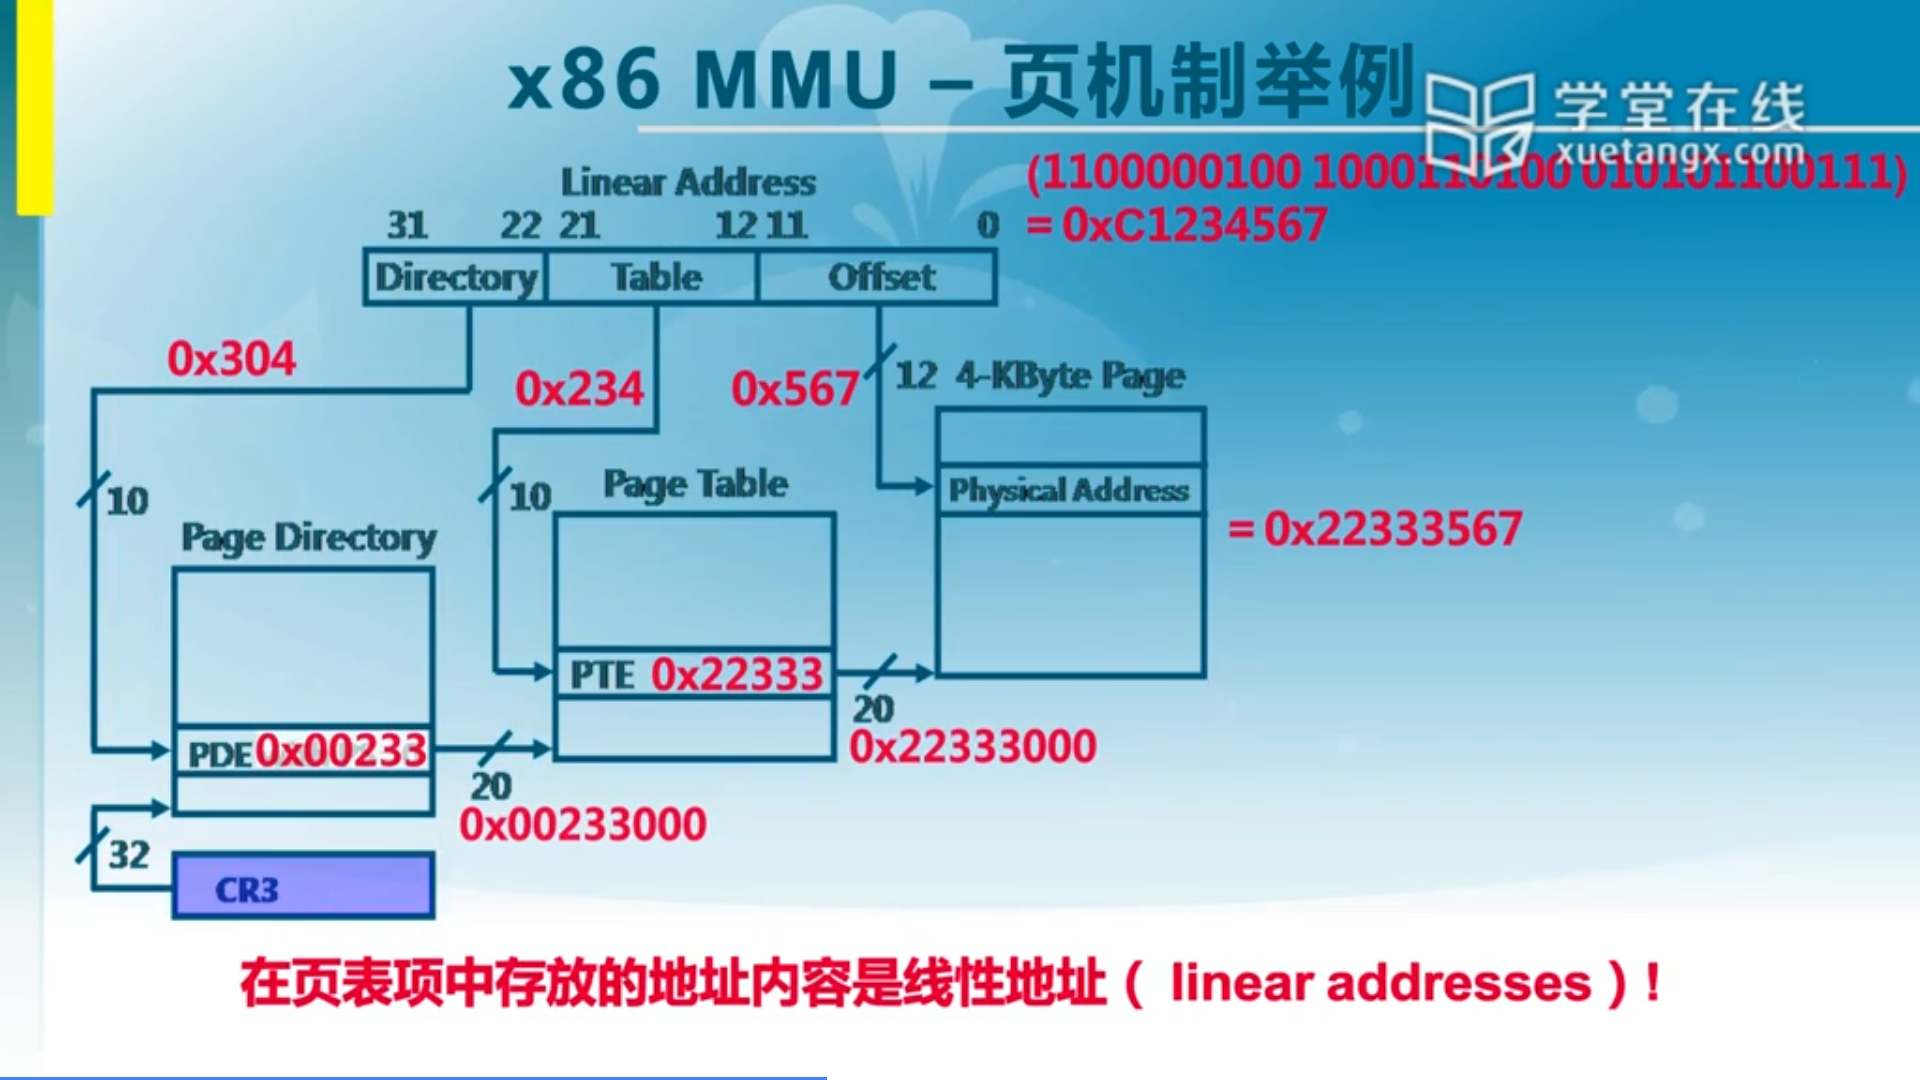 x86 MMU – 页机制举例
学堂在线
xuetangx.com
(1100000100 1000110100 010101100111)
= 0xC1234567
Linear Address
31 22 21 12 11 0
Directory Table Offset
0x304
0x234
0x567
12 4-KByte Page
10
10
Page Table
Physical Address
= 0x22333567
Page Directory
PTE 0x22333
20
0x22333000
PDE 0x00233
20
0x00233000
32
CR3
在页表项中存放的地址内容是线性地址（ linear addresses ）!